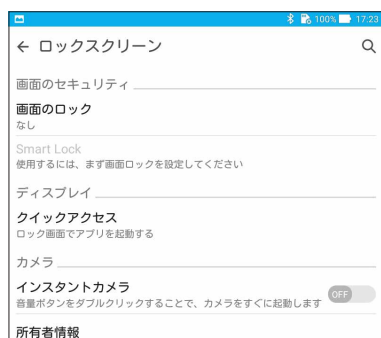 100% 17:23
← ロックスクリーン
画面のセキュリティ
画面のロック
なし
Smart Lock
使用するには、まず画面ロックを設定してください
ディスプレイ
クイックアクセス
ロック画面でアプリを起動する
カメラ
インスタントカメラ
OFF
音量ボタンをダブルクリックすることで、カメラをすぐに起動します
所有者情報